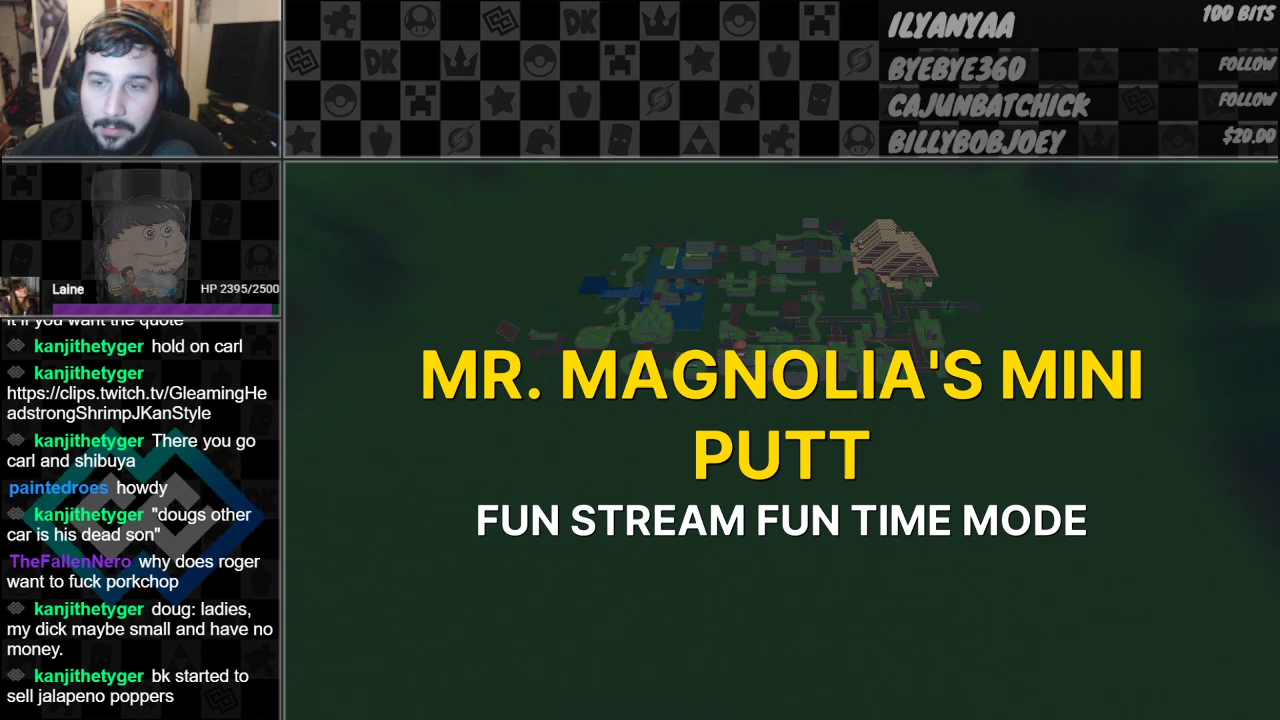 ILYANYAA 100 BITS
BYEBYE360 FOLLOW
CAJUNBATCHICK FOLLOW
BILLYBOBJOEY $20.00
Laine HP 2395/2500
it if you want the quote
kanjithetyger hold on carl
kanjithetyger
https://clips.twitch.tv/GleamingHe
adstrongShrimpJKanStyle
kanjithetyger There you go
carl and shibuya
paintedroes howdy
kanjithetyger "dougs other
car is his dead son"
TheFallenNero why does roger
want to fuck porkchop
kanjithetyger doug: ladies,
my dick maybe small and have no
money.
kanjithetyger bk started to
sell jalapeno poppers
MR. MAGNOLIA'S MINI
PUTT
FUN STREAM FUN TIME MODE